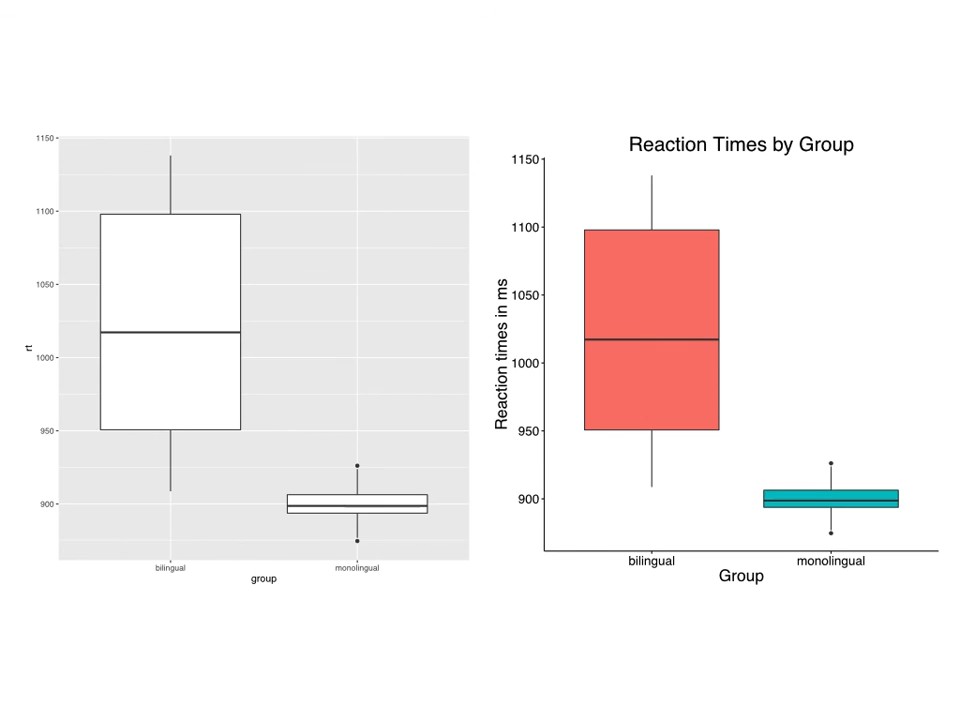 1150
1100
1050
1000
950
900
rt
bilingual
monolingual
group
Reaction Times by Group
1150
1100
1050
1000
950
900
Reaction times in ms
bilingual
monolingual
Group